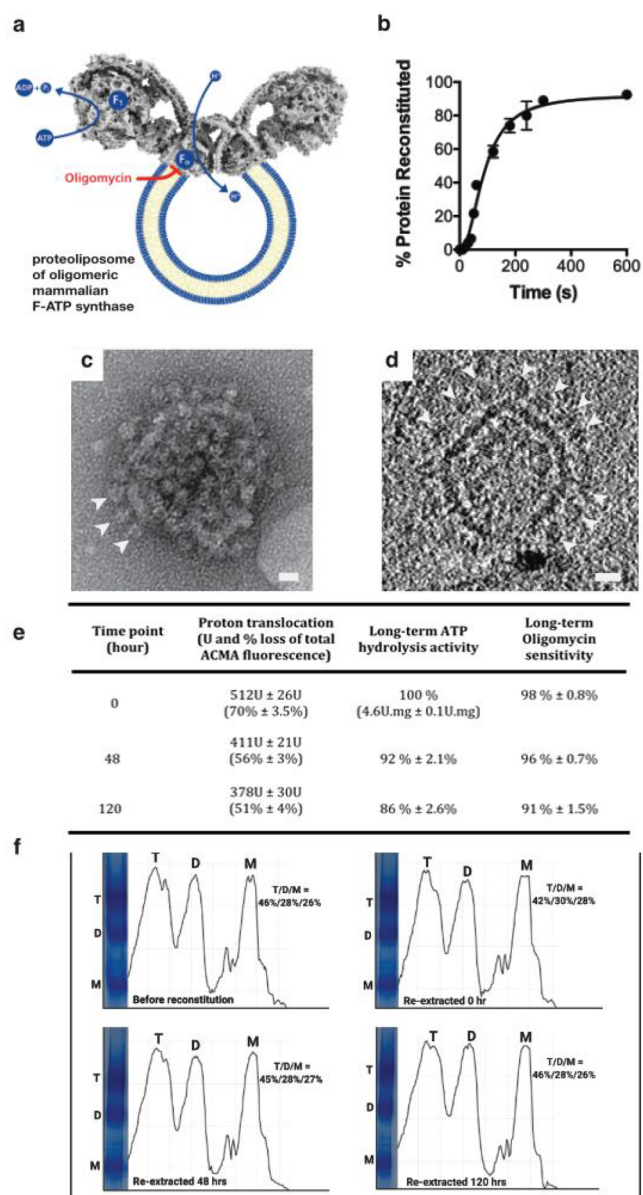 a
ADP + Pi
F1
ATP
H+
Fo
Oligomycin
H+
proteoliposome
of oligomeric
mammalian
F-ATP synthase
b
% Protein Reconstituted
100
80
60
40
20
0
0 200 400 600
Time (s)
c
d
e
Time point
(hour)
Proton translocation
(U and % loss of total
ACMA fluorescence)
Long-term ATP
hydrolysis activity
Long-term
Oligomycin
sensitivity
0
512U ± 26U
(70% ± 3.5%)
100 %
(4.6U.mg ± 0.1U.mg)
98 % ± 0.8%
48
411U ± 21U
(56% ± 3%)
92 % ± 2.1%
96 % ± 0.7%
120
378U ± 30U
(51% ± 4%)
86 % ± 2.6%
91 % ± 1.5%
f
T
D
M
T D M
T/D/M =
46%/28%/26%
Before reconstitution
T
D
M
T D M
T/D/M =
42%/30%/28%
Re-extracted 0 hr
T
D
M
T D M
T/D/M =
45%/28%/27%
Re-extracted 48 hrs
T
D
M
T D M
T/D/M =
46%/28%/26%
Re-extracted 120 hrs